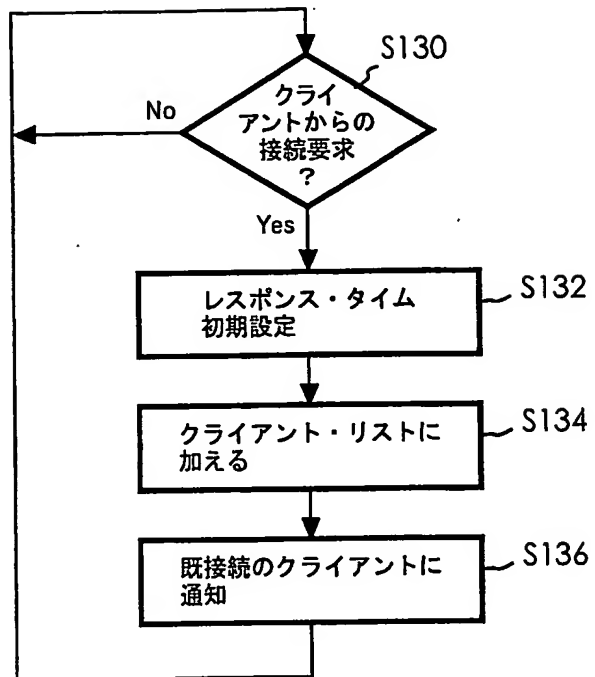 S130
クライ
アントからの
接続要求
?
No
Yes
レスポンス・タイム
初期設定
S132
クライアント・リストに
加える
S134
既接続のクライアントに
通知
S136